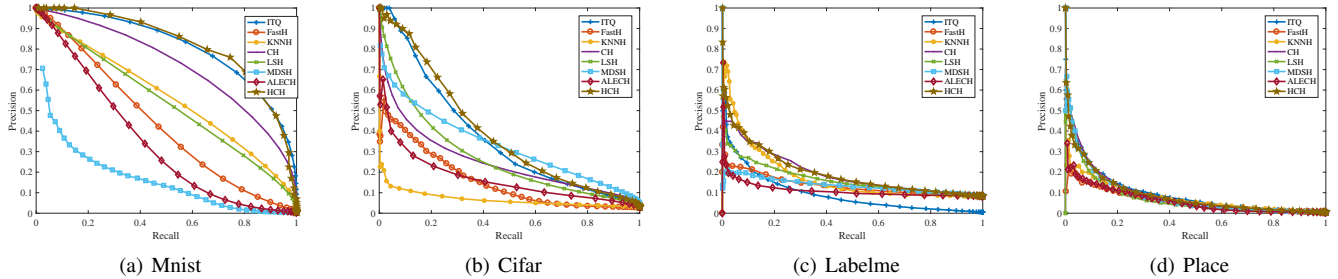 1
0.9
0.8
0.7
0.6
0.5
0.4
0.3
0.2
0.1
0
Precision
0 0.2 0.4 0.6 0.8 1
Recall
ITQ
FastH
KNNH
CH
LSH
MDSH
ALECH
HCH
(a) Mnist
1
0.9
0.8
0.7
0.6
0.5
0.4
0.3
0.2
0.1
0
Precision
0 0.2 0.4 0.6 0.8 1
Recall
ITQ
FastH
KNNH
CH
LSH
MDSH
ALECH
HCH
(b) Cifar
1
0.9
0.8
0.7
0.6
0.5
0.4
0.3
0.2
0.1
0
Precision
0 0.2 0.4 0.6 0.8 1
Recall
ITQ
FastH
KNNH
CH
LSH
MDSH
ALECH
HCH
(c) Labelme
1
0.9
0.8
0.7
0.6
0.5
0.4
0.3
0.2
0.1
0
Precision
0 0.2 0.4 0.6 0.8 1
Recall
ITQ
FastH
KNNH
CH
LSH
MDSH
ALECH
HCH
(d) Place